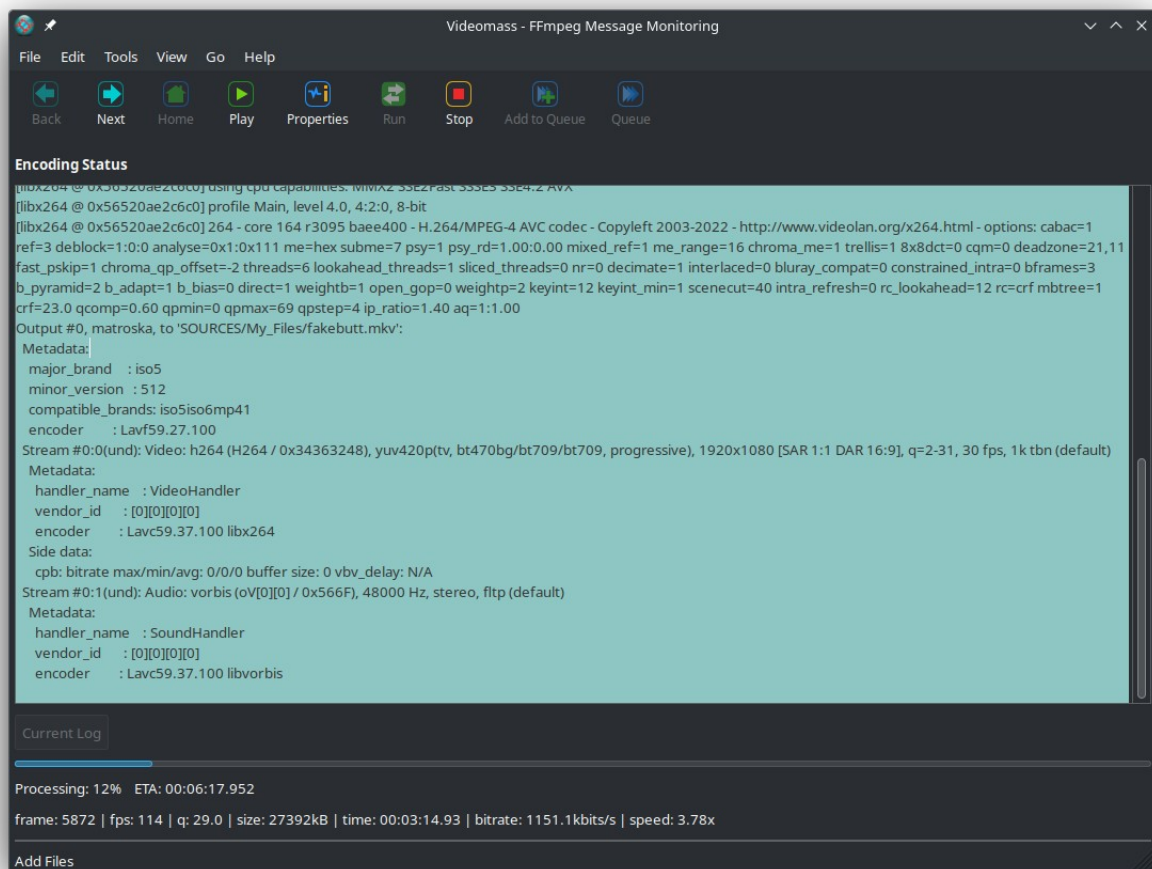 Videomass - FFmpeg Message Monitoring
File Edit Tools View Go Help
Back Next Home Play Properties Run Stop Add to Queue Queue
Encoding Status
[libx264 @ 0x56520ae2c6c0] using cpu capabilities: MMX2 SSE2Fast SSSE3 SSE4.2 AVX
[libx264 @ 0x56520ae2c6c0] profile Main, level 4.0, 4:2:0, 8-bit
[libx264 @ 0x56520ae2c6c0] 264 - core 164 r3095 baee400 - H.264/MPEG-4 AVC codec - Copyleft 2003-2022 - http://www.videolan.org/x264.html - options: cabac=1
ref=3 deblock=1:0:0 analyse=0x1:0x111 me=hex subme=7 psy=1 psy_rd=1.00:0.00 mixed_ref=1 me_range=16 chroma_me=1 trellis=1 8x8dct=0 cqm=0 deadzone=21,11
fast_pskip=1 chroma_qp_offset=-2 threads=6 lookahead_threads=1 sliced_threads=0 nr=0 decimate=1 interlaced=0 bluray_compat=0 constrained_intra=0 bframes=3
b_pyramid=2 b_adapt=1 b_bias=0 direct=1 weightb=1 open_gop=0 weightp=2 keyint=12 keyint_min=1 scenecut=40 intra_refresh=0 rc_lookahead=12 rc=crf mbtree=1
crf=23.0 qcomp=0.60 qpmin=0 qpmax=69 qpstep=4 ip_ratio=1.40 aq=1:1.00
Output #0, matroska, to 'SOURCES/My_Files/fakebutt.mkv':
Metadata:
major_brand : iso5
minor_version : 512
compatible_brands: iso5iso6mp41
encoder : Lavf59.27.100
Stream #0:0(und): Video: h264 (H264 / 0x34363248), yuv420p(tv, bt470bg/bt709/bt709, progressive), 1920x1080 [SAR 1:1 DAR 16:9], q=2-31, 30 fps, 1k tbn (default)
Metadata:
handler_name : VideoHandler
vendor_id : [0][0][0][0]
encoder : Lavc59.37.100 libx264
Side data:
cpb: bitrate max/min/avg: 0/0/0 buffer size: 0 vbv_delay: N/A
Stream #0:1(und): Audio: vorbis (oV[0][0] / 0x566F), 48000 Hz, stereo, fltp (default)
Metadata:
handler_name : SoundHandler
vendor_id : [0][0][0][0]
encoder : Lavc59.37.100 libvorbis
Current Log
Processing: 12% ETA: 00:06:17.952
frame: 5872 | fps: 114 | q: 29.0 | size: 27392kB | time: 00:03:14.93 | bitrate: 1151.1kbits/s | speed: 3.78x
Add Files